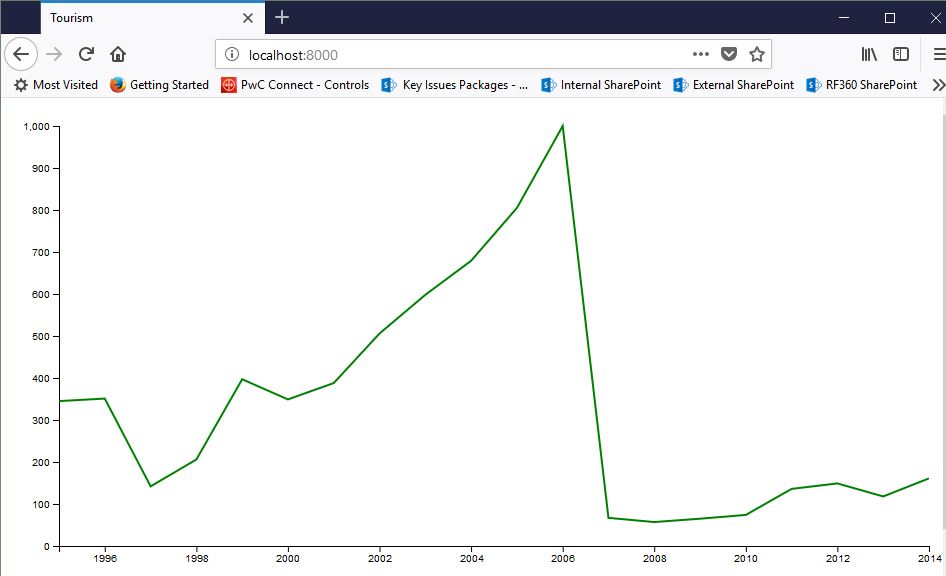 Tourism
localhost:8000
Most Visited Getting Started PwC Connect - Controls Key Issues Packages - ... Internal SharePoint External SharePoint RF360 SharePoint
1,000
900
800
700
600
500
400
300
200
100
0
1996 1998 2000 2002 2004 2006 2008 2010 2012 2014